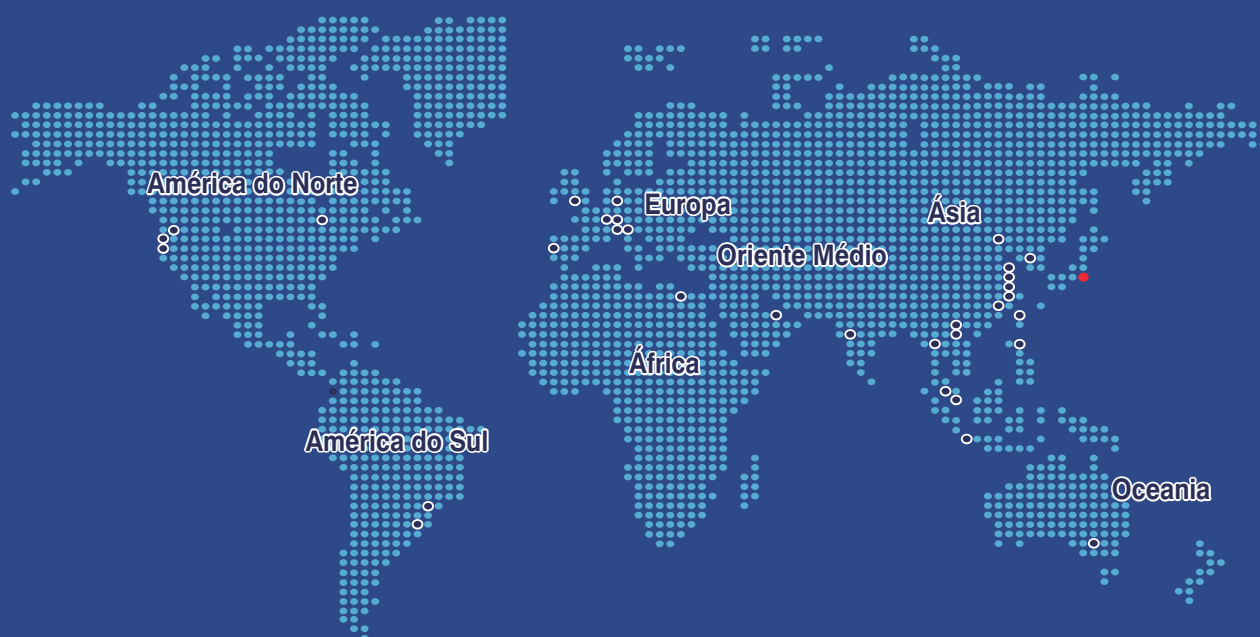 América do Norte
Europa
Ásia
Oriente Médio
África
América do Sul
Oceania